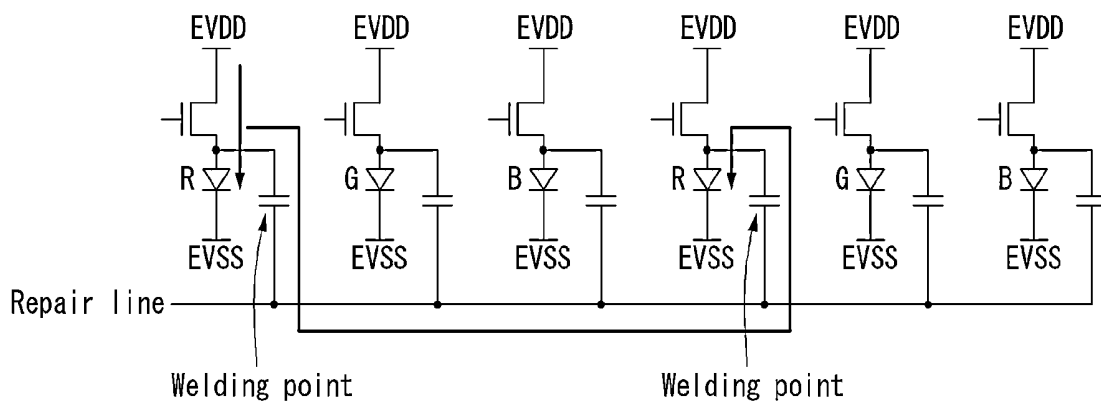 EVDD EVDD EVDD EVDD EVDD EVDD
R G B R G B
EVSS EVSS EVSS EVSS EVSS EVSS
Repair line
Welding point Welding point